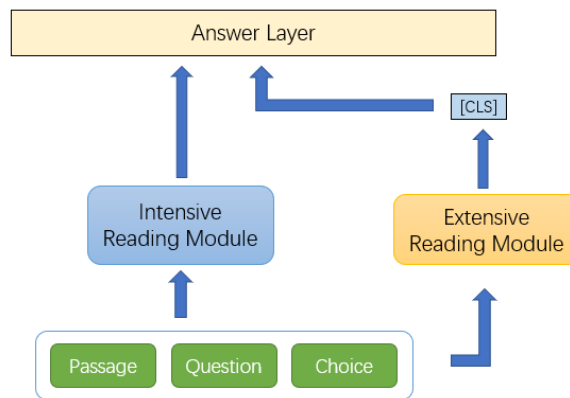 Answer Layer
[CLS]
Intensive
Reading Module
Extensive
Reading Module
Passage
Question
Choice